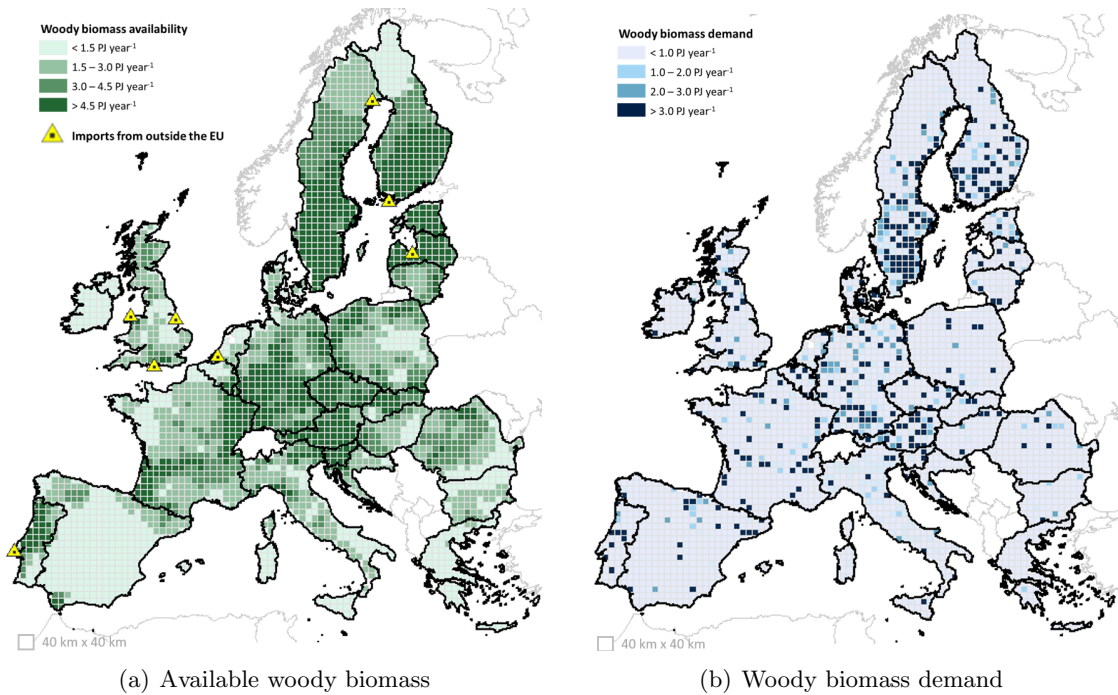 Woody biomass availability
< 1.5 PJ year⁻¹
1.5 – 3.0 PJ year⁻¹
3.0 – 4.5 PJ year⁻¹
> 4.5 PJ year⁻¹
Imports from outside the EU
40 km x 40 km
(a) Available woody biomass
Woody biomass demand
< 1.0 PJ year⁻¹
1.0 – 2.0 PJ year⁻¹
2.0 – 3.0 PJ year⁻¹
> 3.0 PJ year⁻¹
40 km x 40 km
(b) Woody biomass demand